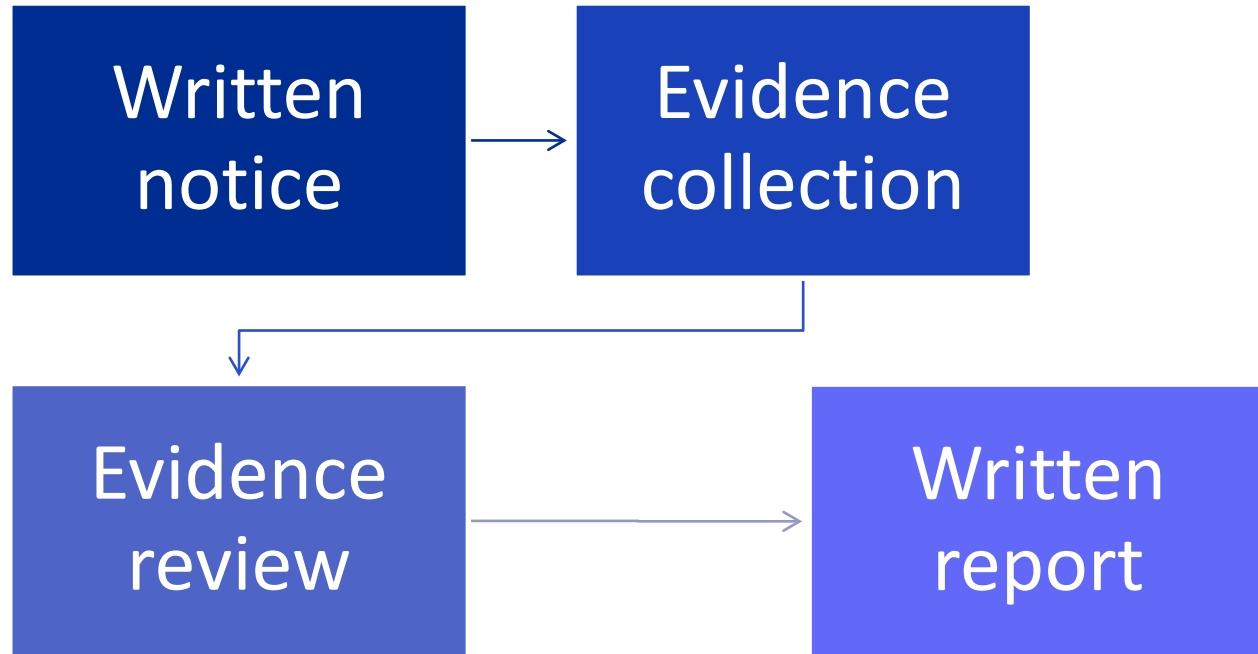 Written
notice
Evidence
collection
Evidence
review
Written
report